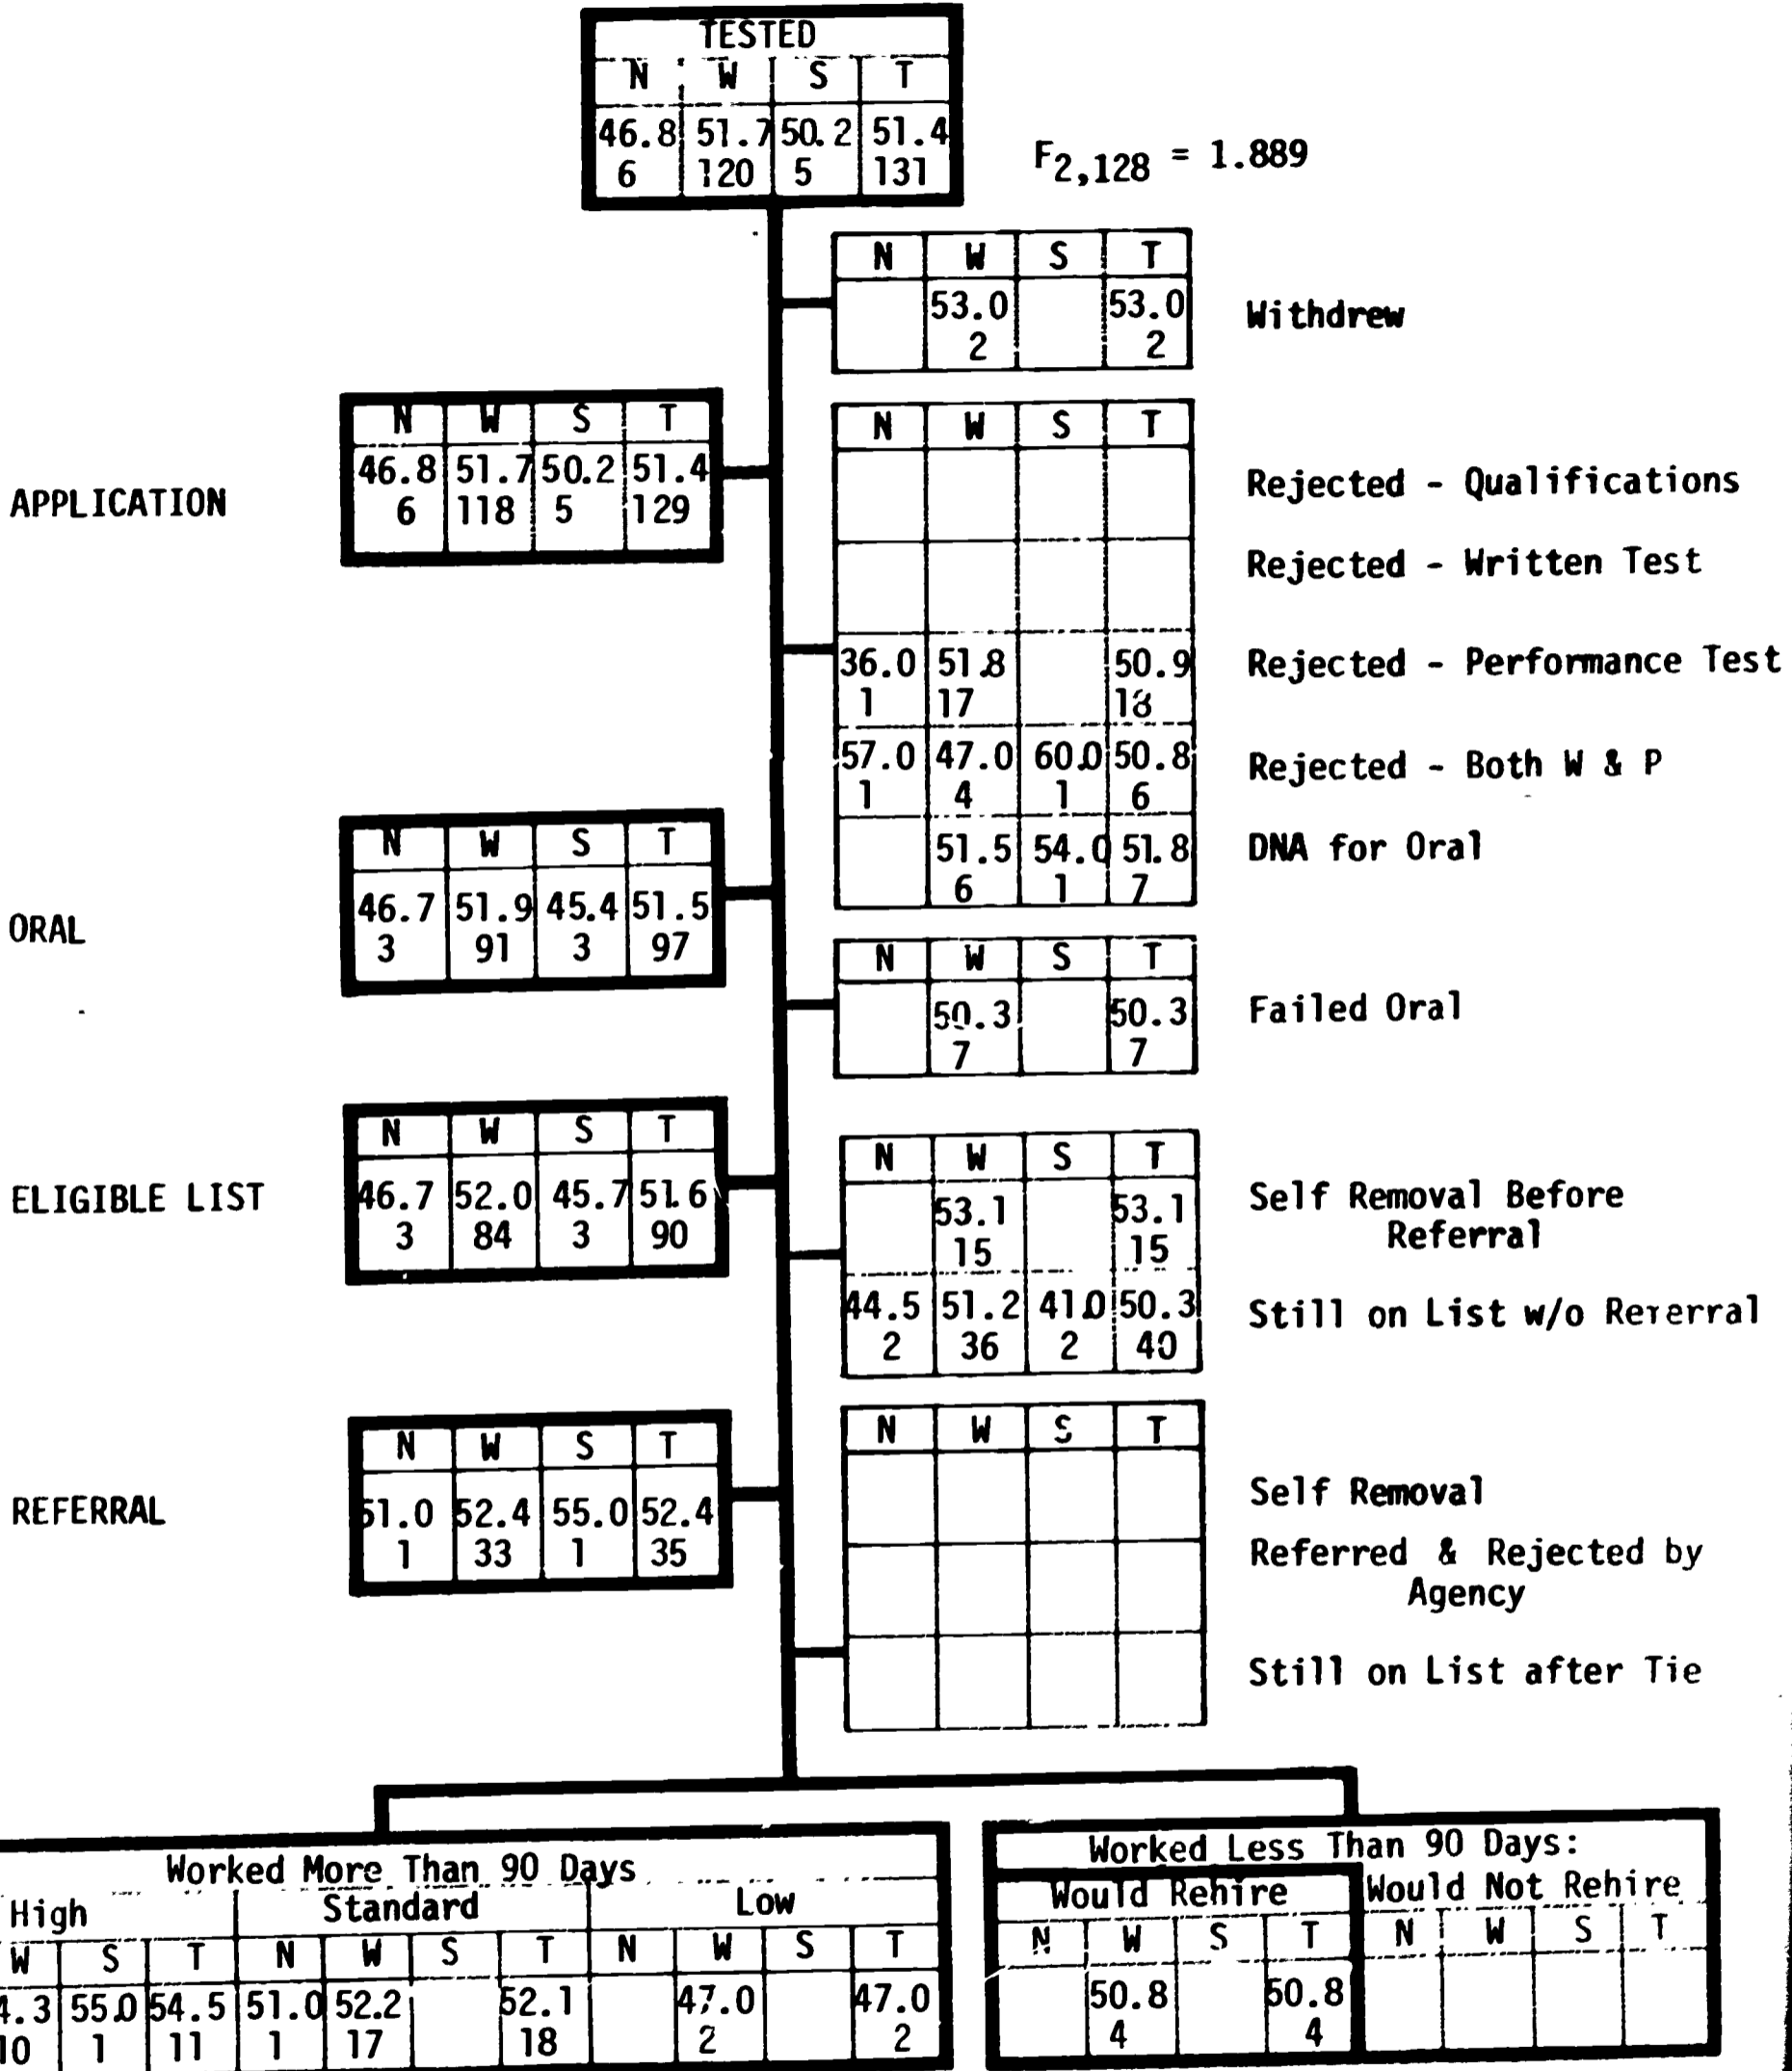 TESTED
N W S T
46.8 51.7 50.2 51.4
6 120 5 131
F2,128 = 1.889
N W S T
53.0 53.0
2 2
Withdrew
APPLICATION
N W S T
46.8 51.7 50.2 51.4
6 118 5 129
N W S T
Rejected - Qualifications
Rejected - Written Test
36.0 51.8 50.9
1 17 18
Rejected - Performance Test
57.0 47.0 60.0 50.8
1 4 1 6
Rejected - Both W & P
51.5 54.0 51.8
6 1 7
DNA for Oral
ORAL
N W S T
46.7 51.9 45.4 51.5
3 91 3 97
N W S T
50.3 50.3
7 7
Failed Oral
ELIGIBLE LIST
N W S T
46.7 52.0 45.7 51.6
3 84 3 90
N W S T
53.1 53.1
15 15
Self Removal Before
Referral
44.5 51.2 41.0 50.3
2 36 2 40
Still on List w/o Referral
REFERRAL
N W S T
51.0 52.4 55.0 52.4
1 33 1 35
N W S T
Self Removal
Referred & Rejected by
Agency
Still on List after Tie
Worked More Than 90 Days
High Standard Low
W S T N W S T N W S T
4.3 55.0 54.5 51.0 52.2 52.1 47.0 47.0
10 1 11 1 17 18 2 2
Worked Less Than 90 Days:
Would Rehire Would Not Rehire
N W S T N W S T
50.8 50.8
4 4